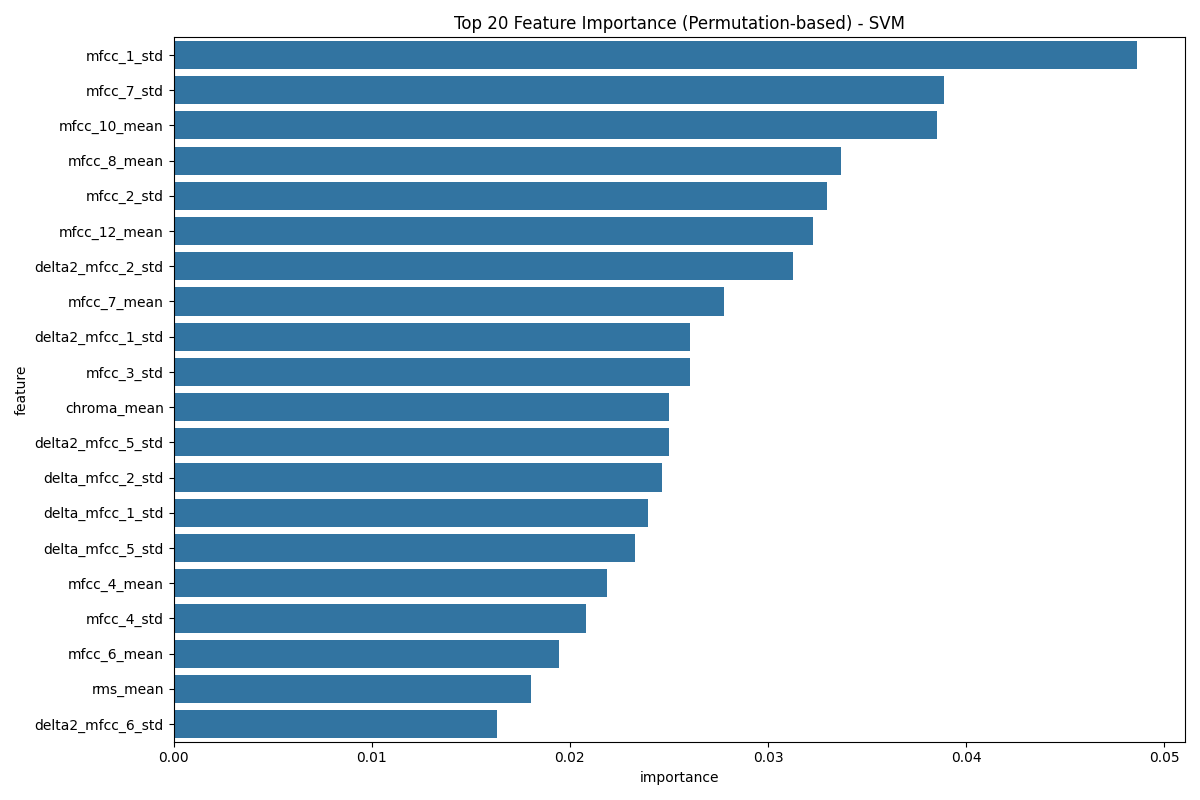 Top 20 Feature Importance (Permutation-based) - SVM
mfcc_1_std
mfcc_7_std
mfcc_10_mean
mfcc_8_mean
mfcc_2_std
mfcc_12_mean
delta2_mfcc_2_std
mfcc_7_mean
delta2_mfcc_1_std
mfcc_3_std
chroma_mean
delta2_mfcc_5_std
delta_mfcc_2_std
delta_mfcc_1_std
delta_mfcc_5_std
mfcc_4_mean
mfcc_4_std
mfcc_6_mean
rms_mean
delta2_mfcc_6_std
feature
0.00 0.01 0.02 0.03 0.04 0.05
importance